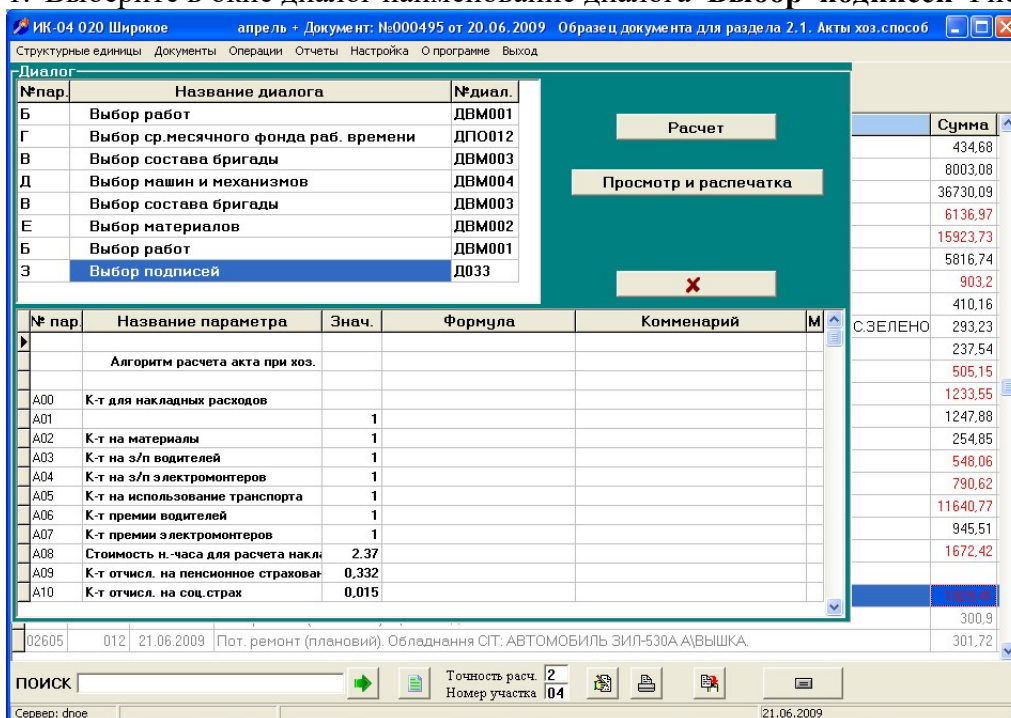 1. Выберите в окне диалог наименование диалога "Выбор подписей"
ИК-04 020 Широкое апрель + Документ: №000495 от 20.06.2009 Образец документа для раздела 2.1. Акты хоз.способ
Структурные единицы Документы Операции Отчеты Настройка О программе Выход
Диалог
№пар. Название диалога №диал.
Б Выбор работ ДВМ001
Г Выбор ср.месячного фонда раб. времени ДПО012
В Выбор состава бригады ДВМ003
Д Выбор машин и механизмов ДВМ004
В Выбор состава бригады ДВМ003
Е Выбор материалов ДВМ002
Б Выбор работ ДВМ001
З Выбор подписей Д033
Расчет
Просмотр и распечатка
Сумма
434,68
8003,08
36730,09
6136,97
15923,73
5816,74
903,2
410,16
С.ЗЕЛЕНО 293,23
237,54
505,15
1233,55
1247,88
254,85
548,06
790,62
11640,77
945,51
1672,42
300,9
№ пар. Название параметра Знач. Формула Комменарий М
Алгоритм расчета акта при хоз.
А00 К-т для накладных расходов
А01 1
А02 К-т на материалы 1
А03 К-т на з/п водителей 1
А04 К-т на з/п электромонтеров 1
А05 К-т на использование транспорта 1
А06 К-т премии водителей 1
А07 К-т премии электромонтеров 1
А08 Стоимость н.-часа для расчета накл 2.37
А09 К-т отчисл. на пенсионное страхован 0,332
А10 К-т отчисл. на соц.страх 0,015
02605 012 21.06.2009 Пот. ремонт (плановий). Обладнання СІТ: АВТОМОБИЛЬ ЗИЛ-530А А\ВЫШКА. 301,72
ПОИСК Точность расч. 2
Номер участка 04
Сервер: dnoe 21.06.2009